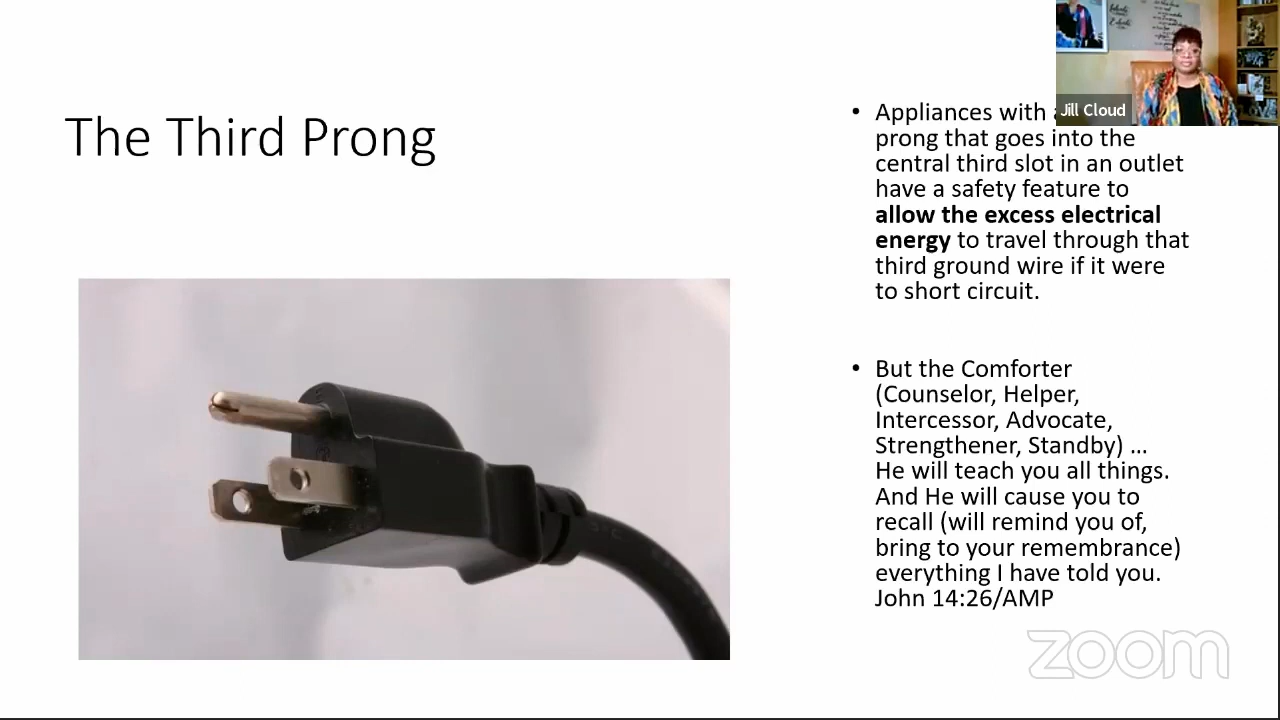 The Third Prong
• Appliances with
prong that goes into the
central third slot in an outlet
have a safety feature to
allow the excess electrical
energy to travel through that
third ground wire if it were
to short circuit.
• But the Comforter
(Counselor, Helper,
Intercessor, Advocate,
Strengthener, Standby) ...
He will teach you all things.
And He will cause you to
recall (will remind you of,
bring to your remembrance)
everything I have told you.
John 14:26/AMP
Jill Cloud
zoom